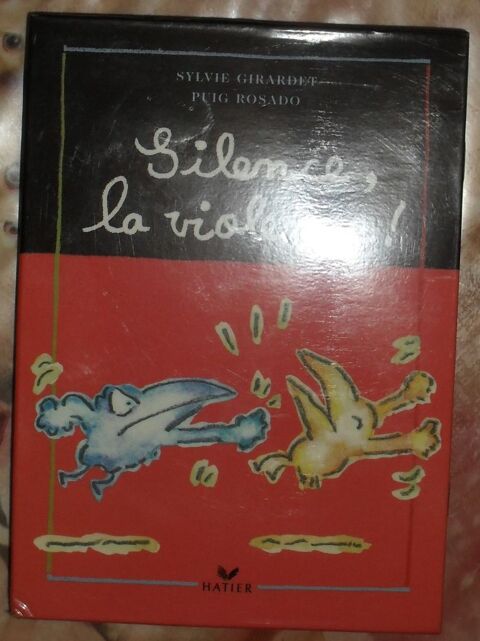 SYLVIE GIRARDET
PUIG ROSADO
Silence,
la !
HATIER